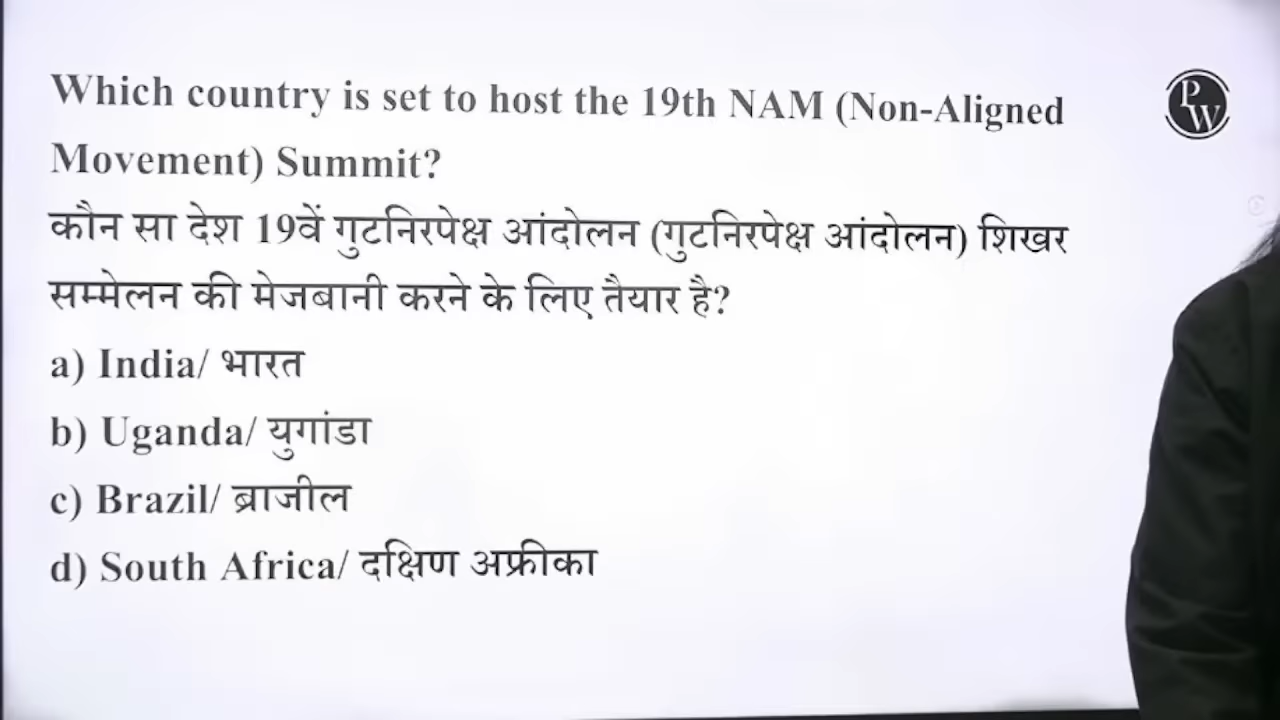 Which country is set to host the 19th NAM (Non-Aligned
Movement) Summit?
कौन सा देश 19वें गुटनिरपेक्ष आंदोलन (गुटनिरपेक्ष आंदोलन) शिखर
सम्मेलन की मेजबानी करने के लिए तैयार है?
a) India/ भारत
b) Uganda/ युगांडा
c) Brazil/ ब्राजील
d) South Africa/ दक्षिण अफ्रीका
PW